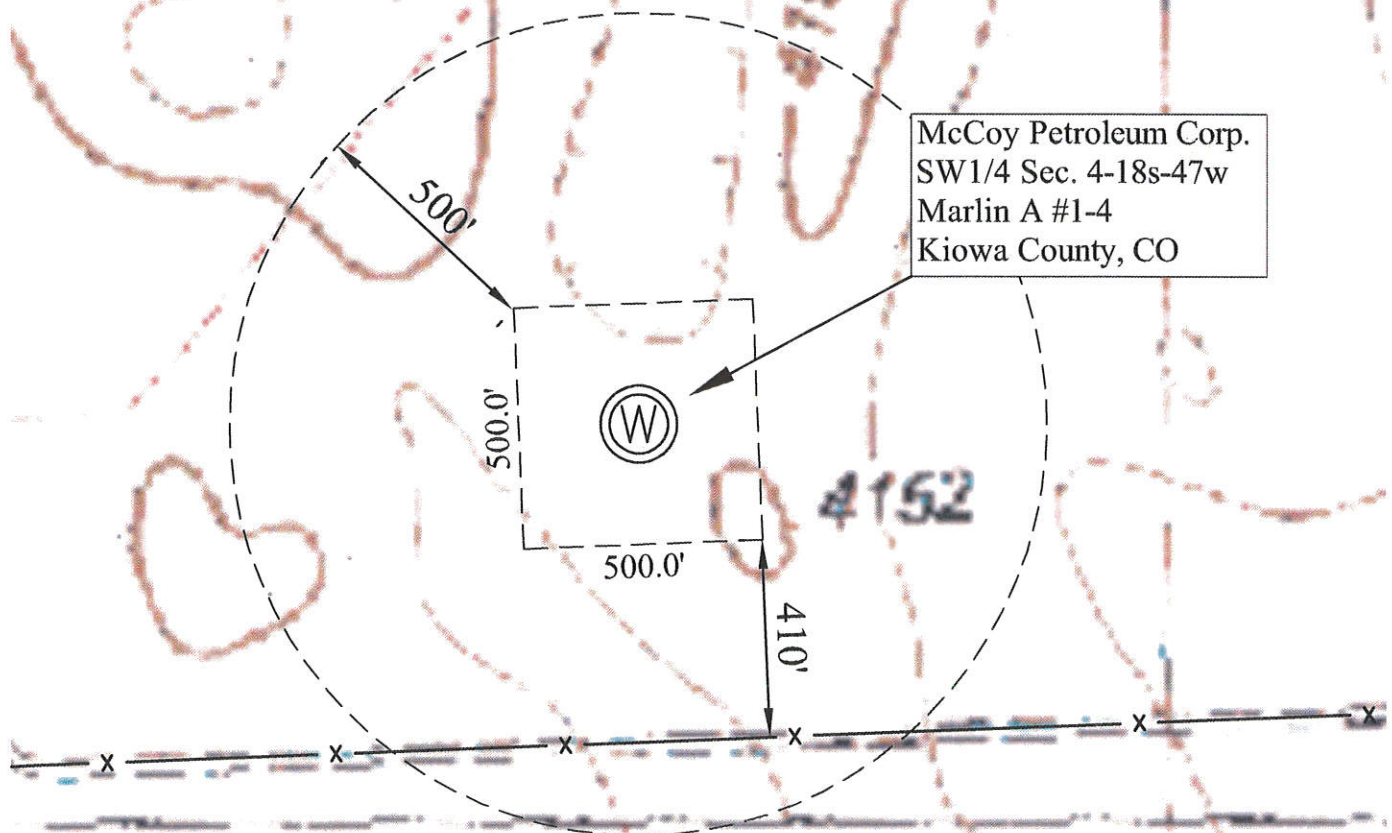 McCoy Petroleum Corp.
SW1/4 Sec. 4-18s-47w
Marlin A #1-4
Kiowa County, CO
500'
500.0'
W
4152
500.0'
410'
x x x x x x